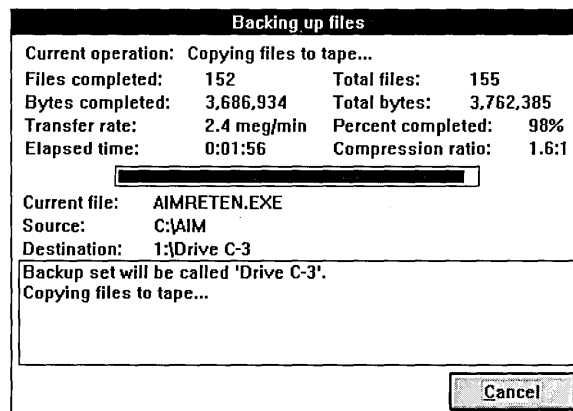 Backing up files
Current operation: Copying files to tape...
Files completed: 152 Total files: 155
Bytes completed: 3,686,934 Total bytes: 3,762,385
Transfer rate: 2.4 meg/min Percent completed: 98%
Elapsed time: 0:01:56 Compression ratio: 1.6:1
Current file: AIMRETEN.EXE
Source: C:\AIM
Destination: 1:\Drive C-3
Backup set will be called 'Drive C-3'.
Copying files to tape...
Cancel